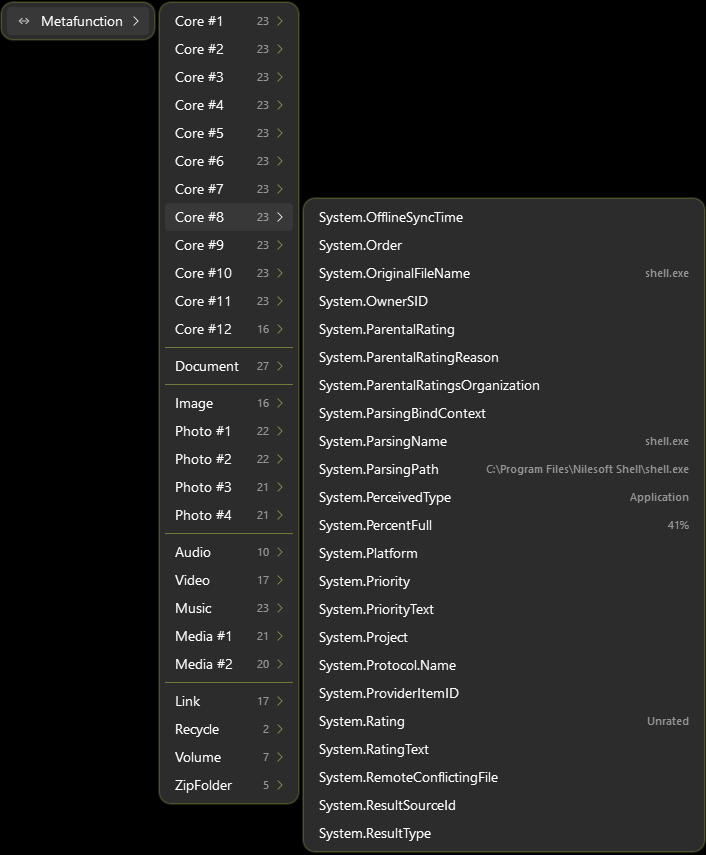 Metafunction
Core #1 23
Core #2 23
Core #3 23
Core #4 23
Core #5 23
Core #6 23
Core #7 23
Core #8 23
Core #9 23
Core #10 23
Core #11 23
Core #12 16
Document 27
Image 16
Photo #1 22
Photo #2 22
Photo #3 21
Photo #4 21
Audio 10
Video 17
Music 23
Media #1 21
Media #2 20
Link 17
Recycle 2
Volume 7
ZipFolder 5
System.OfflineSyncTime
System.Order
System.OriginalFileName shell.exe
System.OwnerSID
System.ParentalRating
System.ParentalRatingReason
System.ParentalRatingsOrganization
System.ParsingBindContext
System.ParsingName shell.exe
System.ParsingPath C:\Program Files\Nilesoft Shell\shell.exe
System.PerceivedType Application
System.PercentFull 41%
System.Platform
System.Priority
System.PriorityText
System.Project
System.Protocol.Name
System.ProviderItemID
System.Rating Unrated
System.RatingText
System.RemoteConflictingFile
System.ResultSourceId
System.ResultType